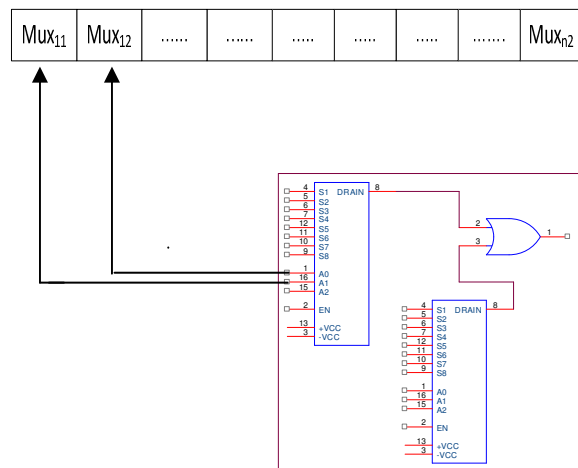 Mux11 Mux12 ...... ...... ..... ..... ..... ....... Muxn2
4 S1 DRAIN 8
5 S2
6 S3
7 S4
12 S5
11 S6
10 S7
9 S8
1 A0
16 A1
15 A2
2 EN
13 +VCC
3 -VCC
2
3
1
4 S1 DRAIN 8
5 S2
6 S3
7 S4
12 S5
11 S6
10 S7
9 S8
1 A0
16 A1
15 A2
2 EN
13 +VCC
3 -VCC